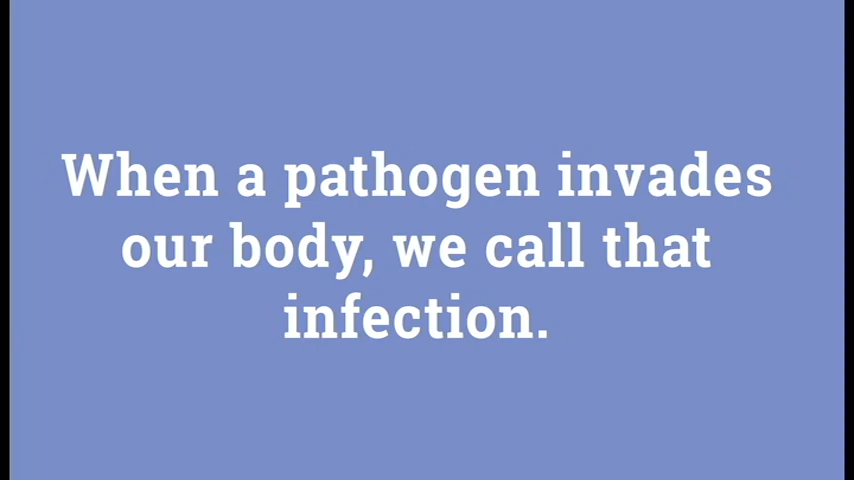 When a pathogen invades
our body, we call that
infection.